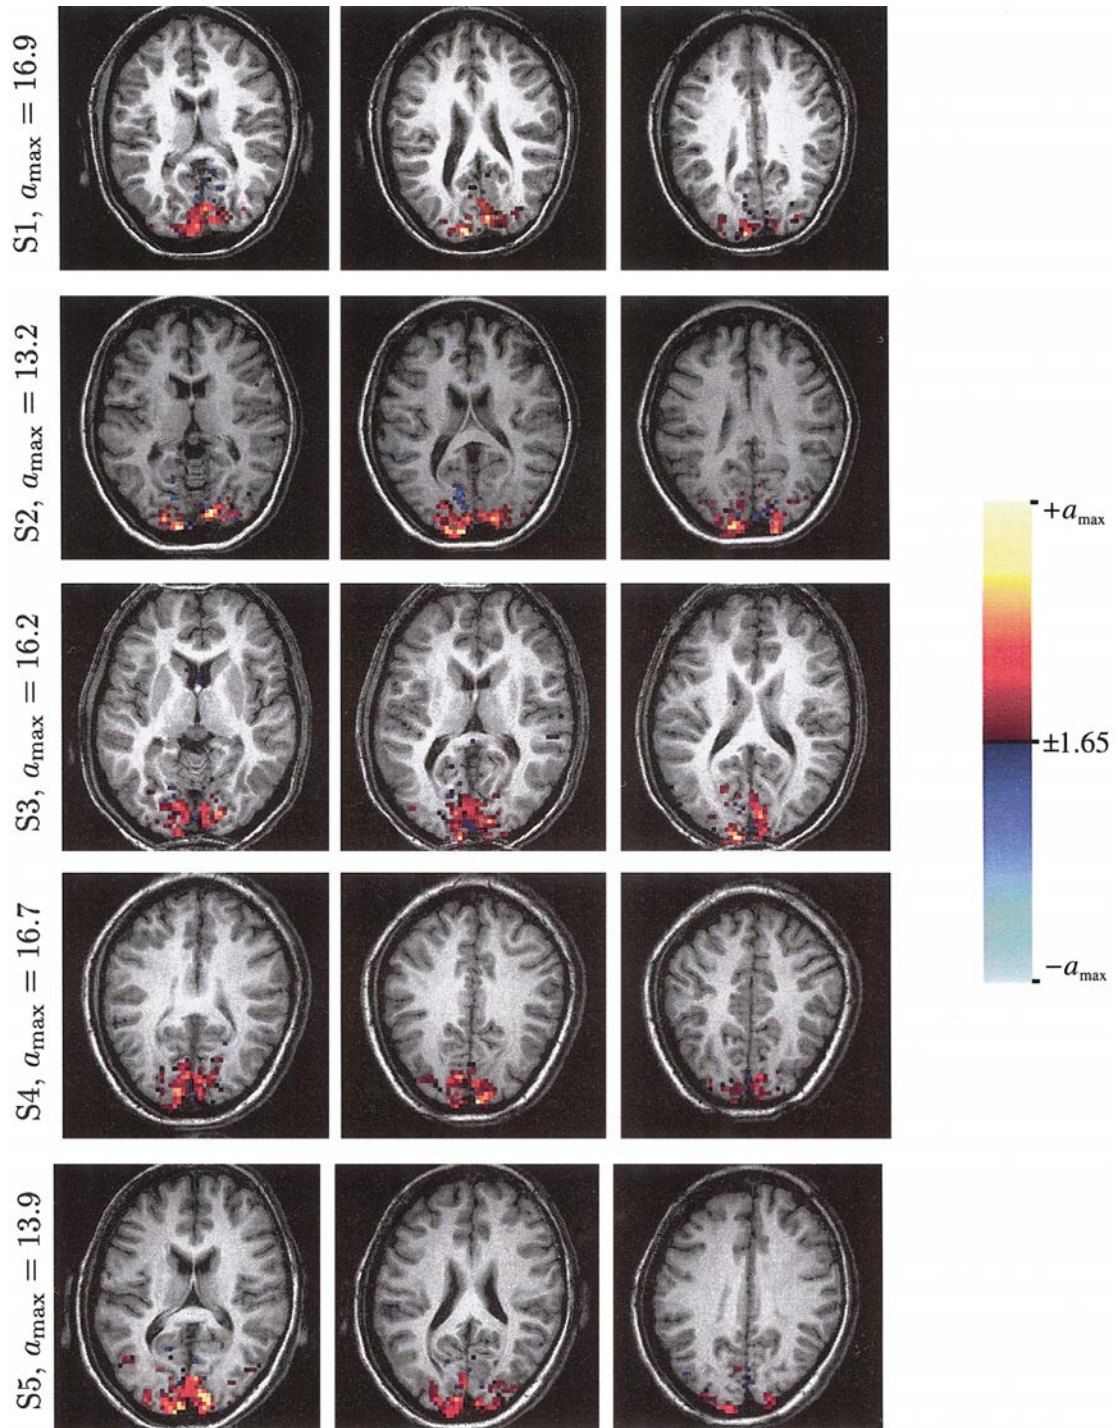 S1, a_max = 16.9
S2, a_max = 13.2
S3, a_max = 16.2
S4, a_max = 16.7
S5, a_max = 13.9
+a_max
±1.65
−a_max